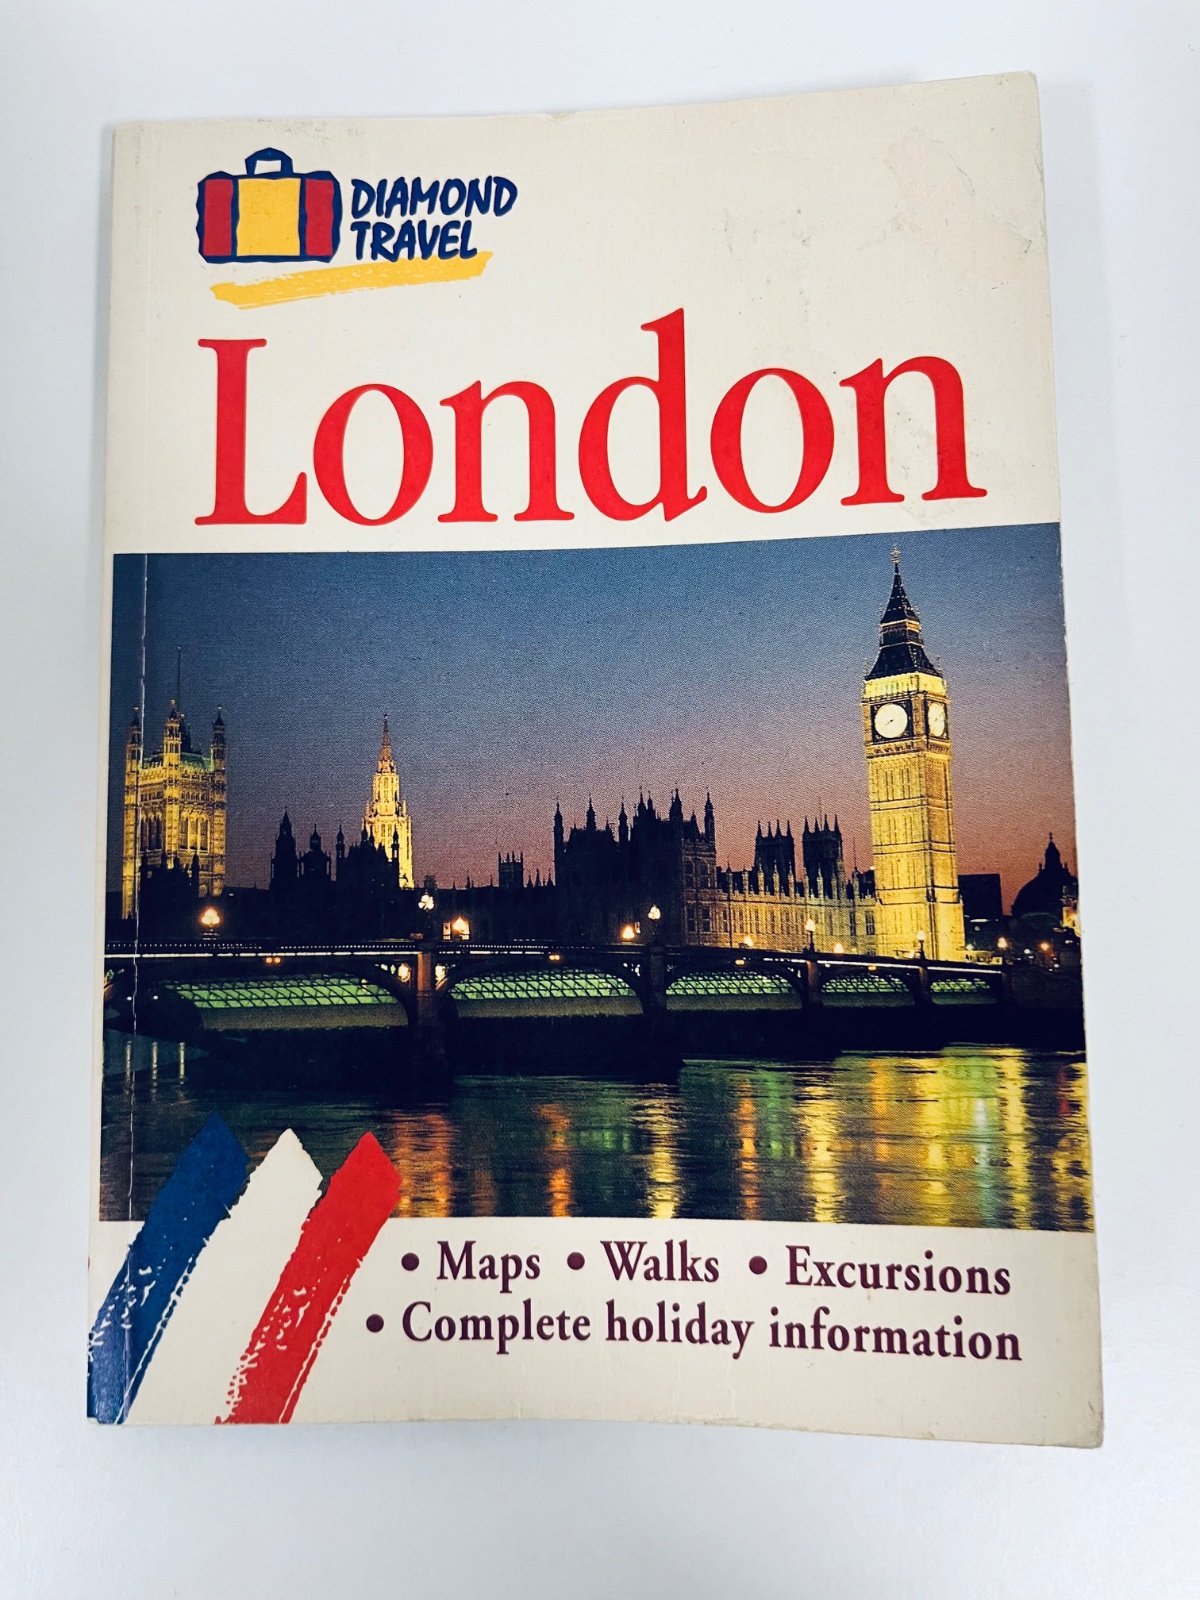 DIAMOND
TRAVEL
London
• Maps • Walks • Excursions
• Complete holiday information